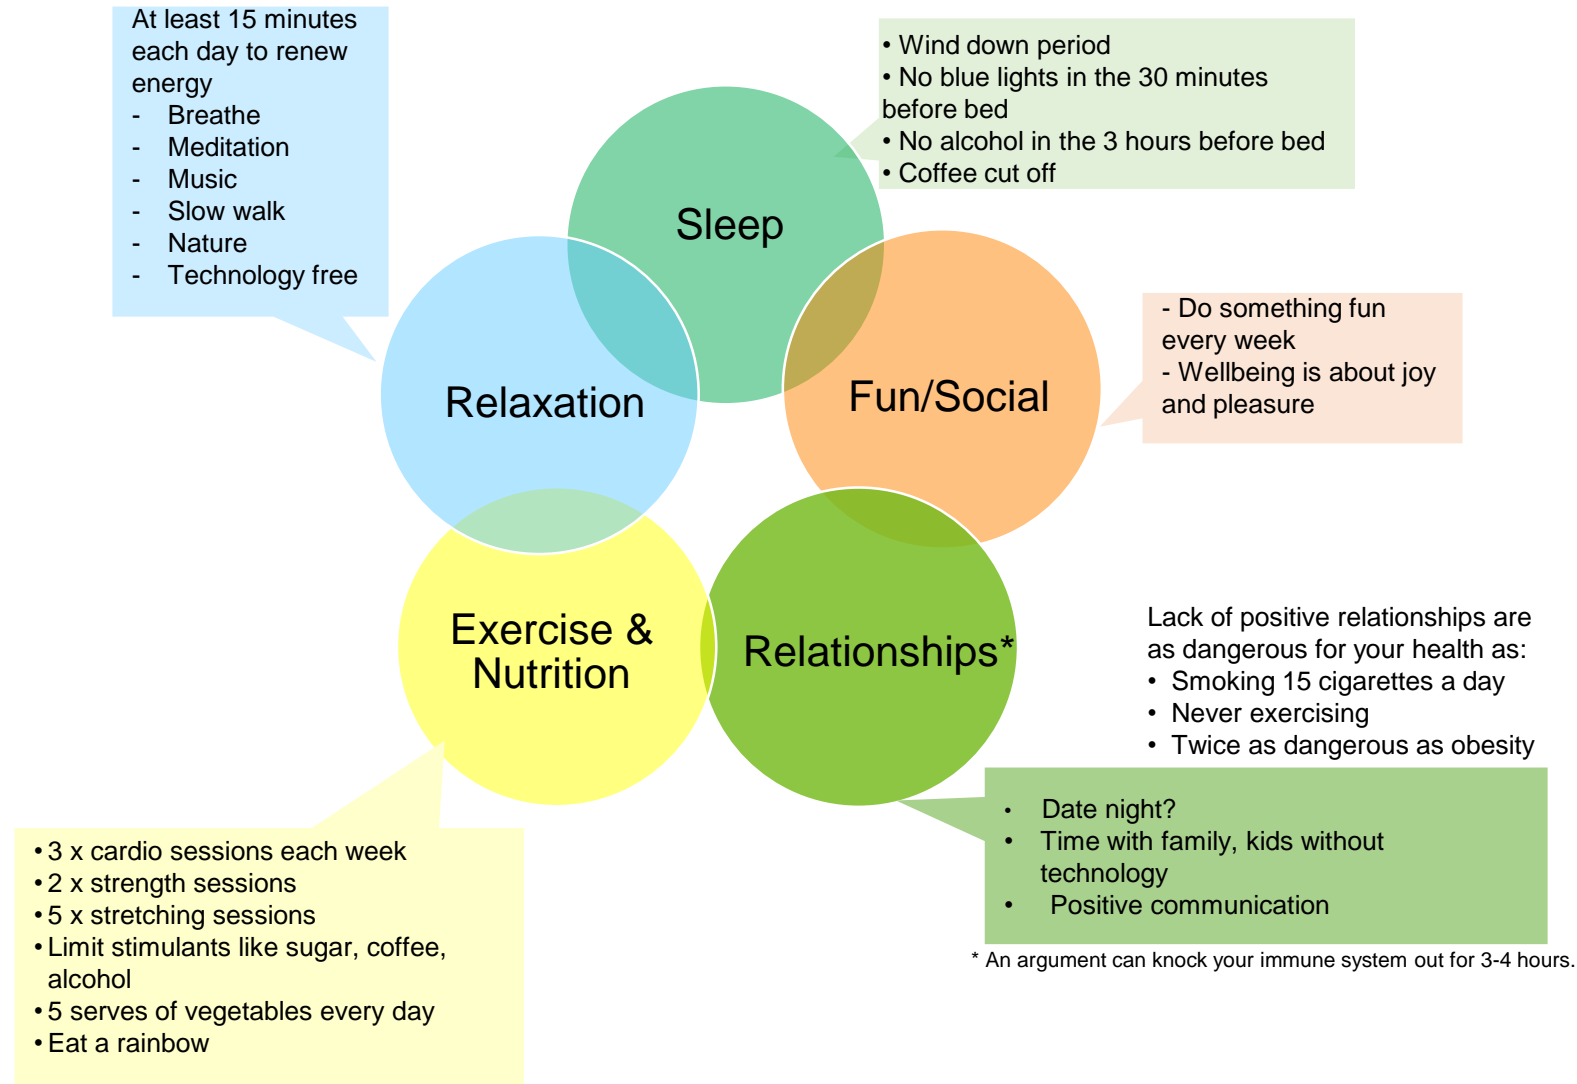 At least 15 minutes
each day to renew
energy
- Breathe
- Meditation
- Music
- Slow walk
- Nature
- Technology free
• Wind down period
• No blue lights in the 30 minutes
before bed
• No alcohol in the 3 hours before bed
• Coffee cut off
Sleep
Relaxation
Fun/Social
- Do something fun
every week
- Wellbeing is about joy
and pleasure
Exercise &
Nutrition
Relationships*
Lack of positive relationships are
as dangerous for your health as:
• Smoking 15 cigarettes a day
• Never exercising
• Twice as dangerous as obesity
• Date night?
• Time with family, kids without
technology
• Positive communication
* An argument can knock your immune system out for 3-4 hours.
• 3 x cardio sessions each week
• 2 x strength sessions
• 5 x stretching sessions
• Limit stimulants like sugar, coffee,
alcohol
• 5 serves of vegetables every day
• Eat a rainbow